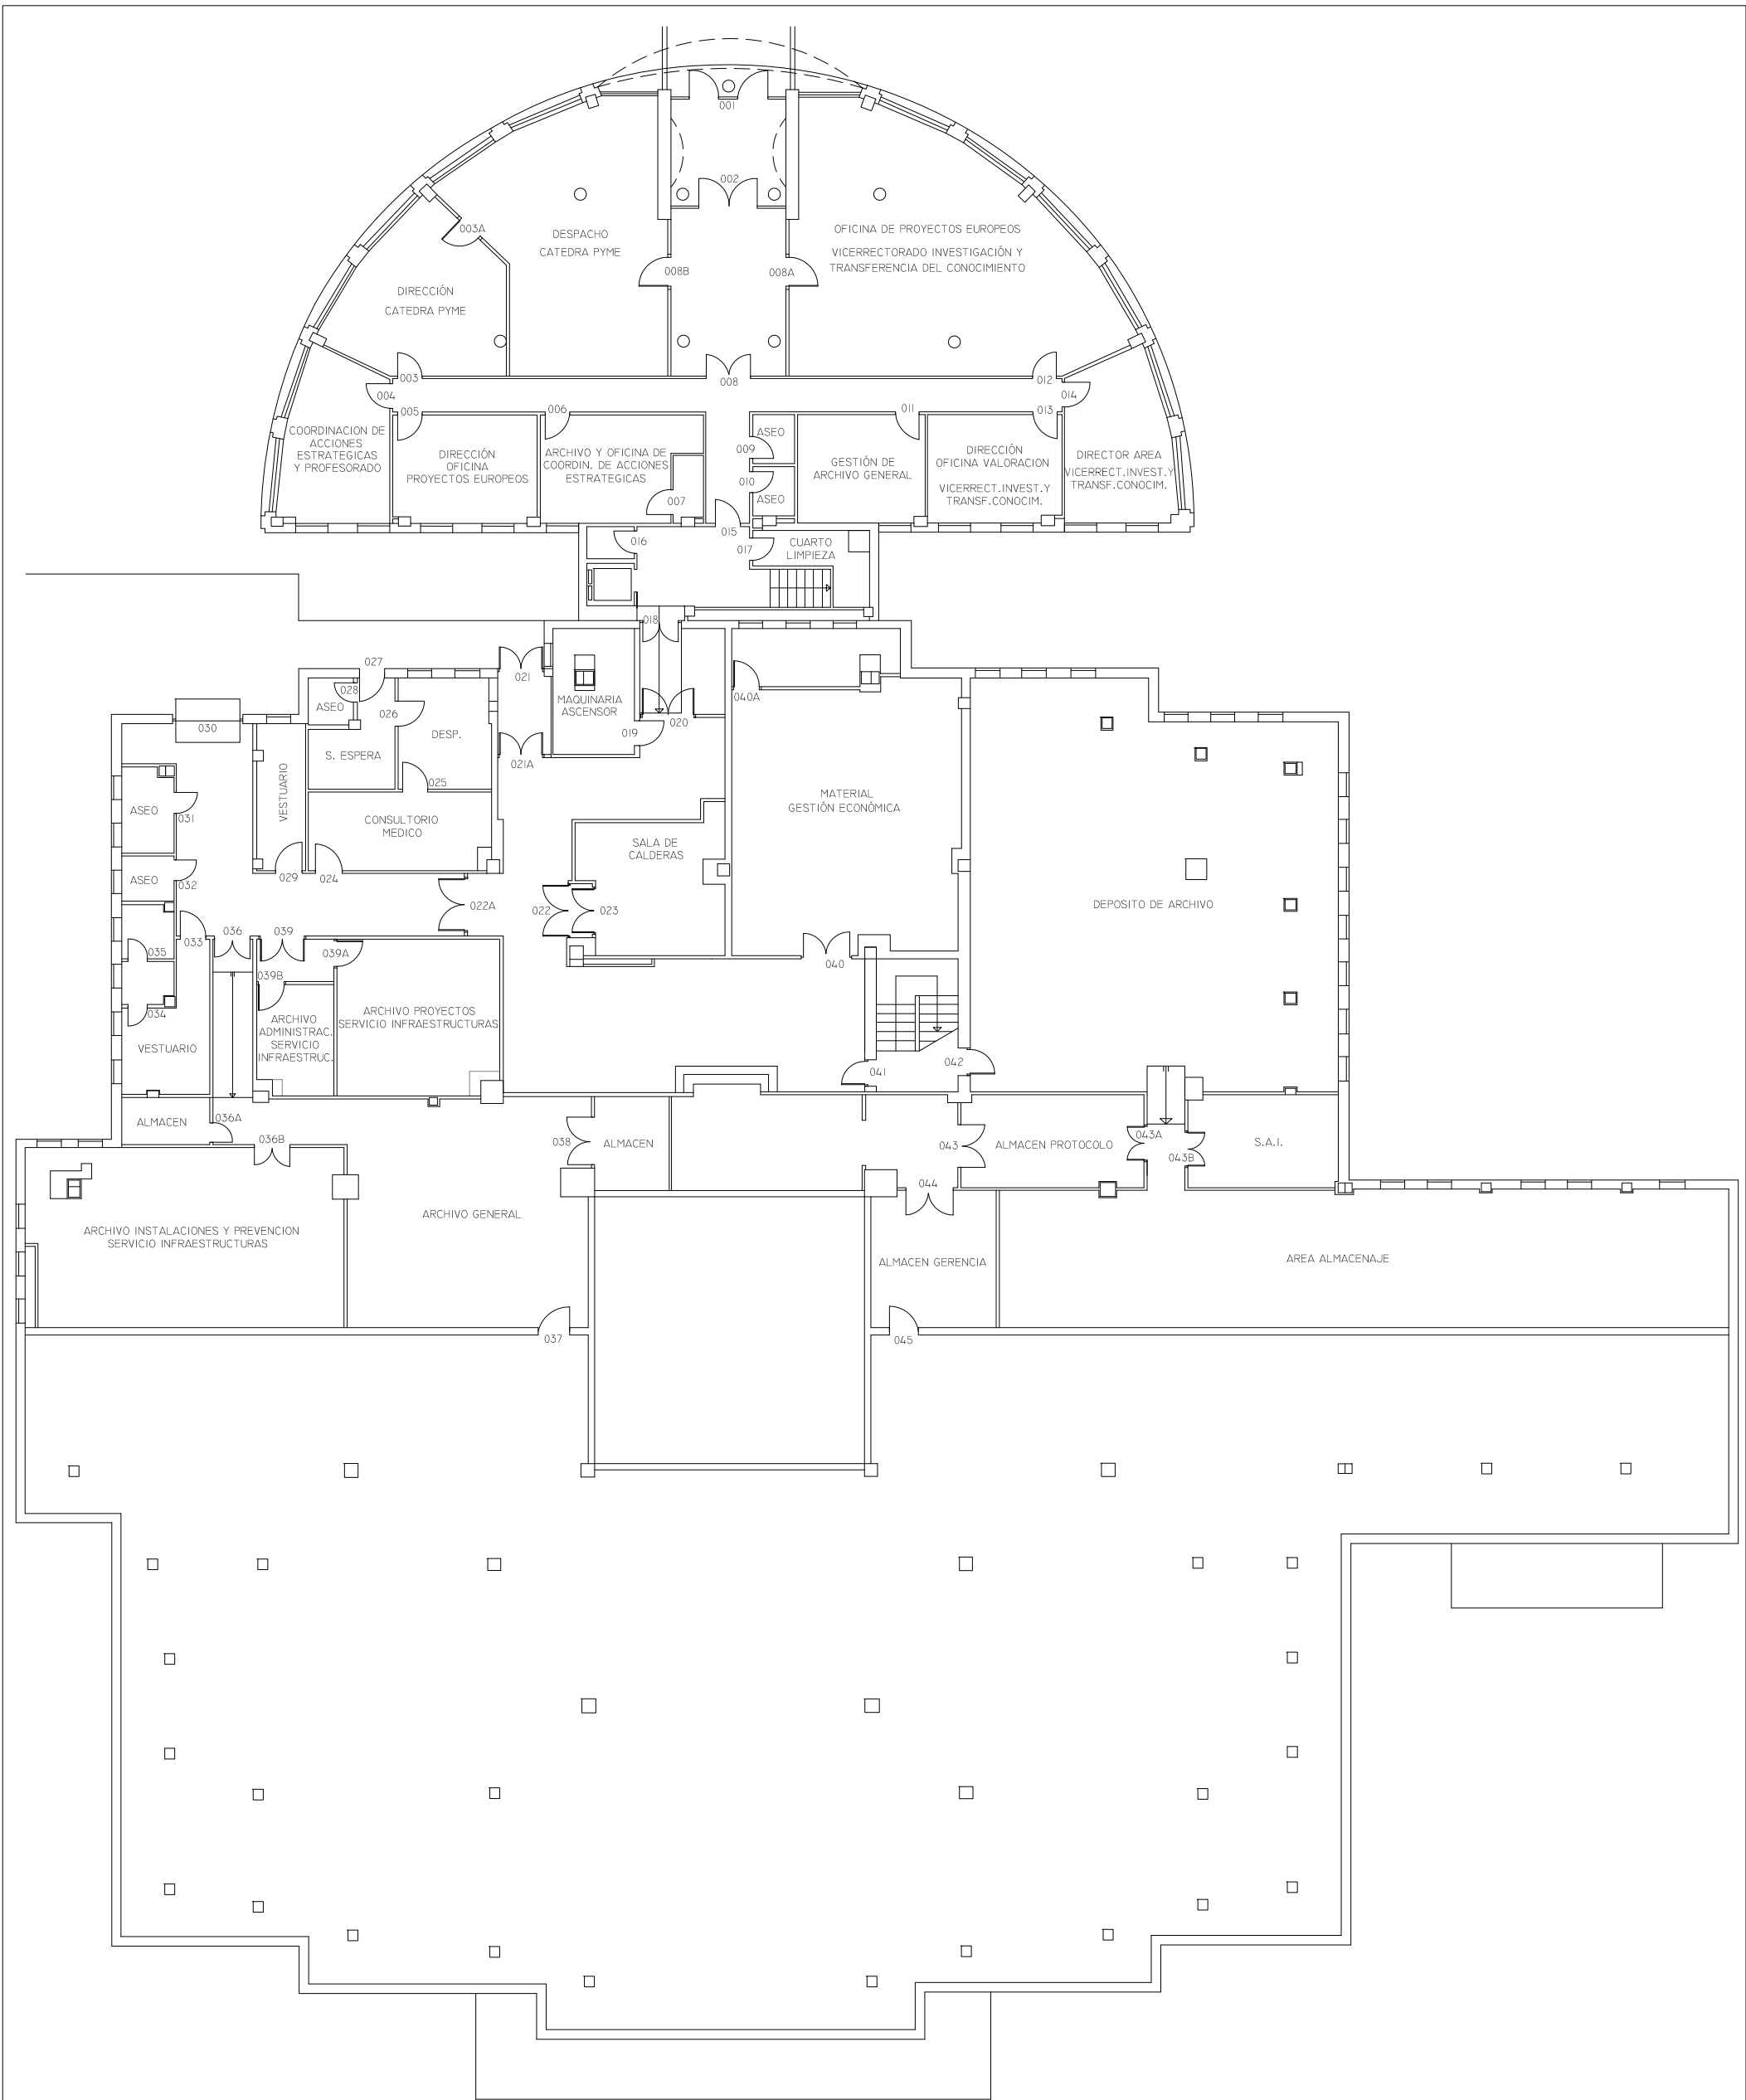 001
002
003A
DESPACHO
CATEDRA PYME
OFICINA DE PROYECTOS EUROPEOS
VICERRECTORADO INVESTIGACIÓN Y
TRANSFERENCIA DEL CONOCIMIENTO
008B
008A
DIRECCIÓN
CATEDRA PYME
003
008
012
004
014
005
006
011
013
COORDINACION DE
ACCIONES
ESTRATEGICAS
Y PROFESORADO
DIRECCIÓN
OFICINA
PROYECTOS EUROPEOS
ARCHIVO Y OFICINA DE
COORDIN. DE ACCIONES
ESTRATEGICAS
007
ASEO
009
010
ASEO
GESTIÓN DE
ARCHIVO GENERAL
DIRECCIÓN
OFICINA VALORACION
VICERRECT.INVEST.Y
TRANSF.CONOCIM.
DIRECTOR AREA
VICERRECT.INVEST.Y
TRANSF.CONOCIM.
015
016
017
CUARTO
LIMPIEZA
018
027
021
028
ASEO
026
MAQUINARIA
ASCENSOR
040A
030
020
019
DESP.
S. ESPERA
021A
025
VESTUARIO
ASEO
031
CONSULTORIO
MEDICO
MATERIAL
GESTIÓN ECONÓMICA
SALA DE
CALDERAS
029
024
ASEO
032
022A
022
023
DEPOSITO DE ARCHIVO
033
036
039
035
039A
039B
040
034
ARCHIVO PROYECTOS
SERVICIO INFRAESTRUCTURAS
ARCHIVO
ADMINISTRAC.
SERVICIO
INFRAESTRUC.
VESTUARIO
041
042
ALMACEN
036A
036B
038
ALMACEN
043
ALMACEN PROTOCOLO
043A
043B
S.A.I.
044
ARCHIVO INSTALACIONES Y PREVENCION
SERVICIO INFRAESTRUCTURAS
ARCHIVO GENERAL
ALMACEN GERENCIA
AREA ALMACENAJE
037
045